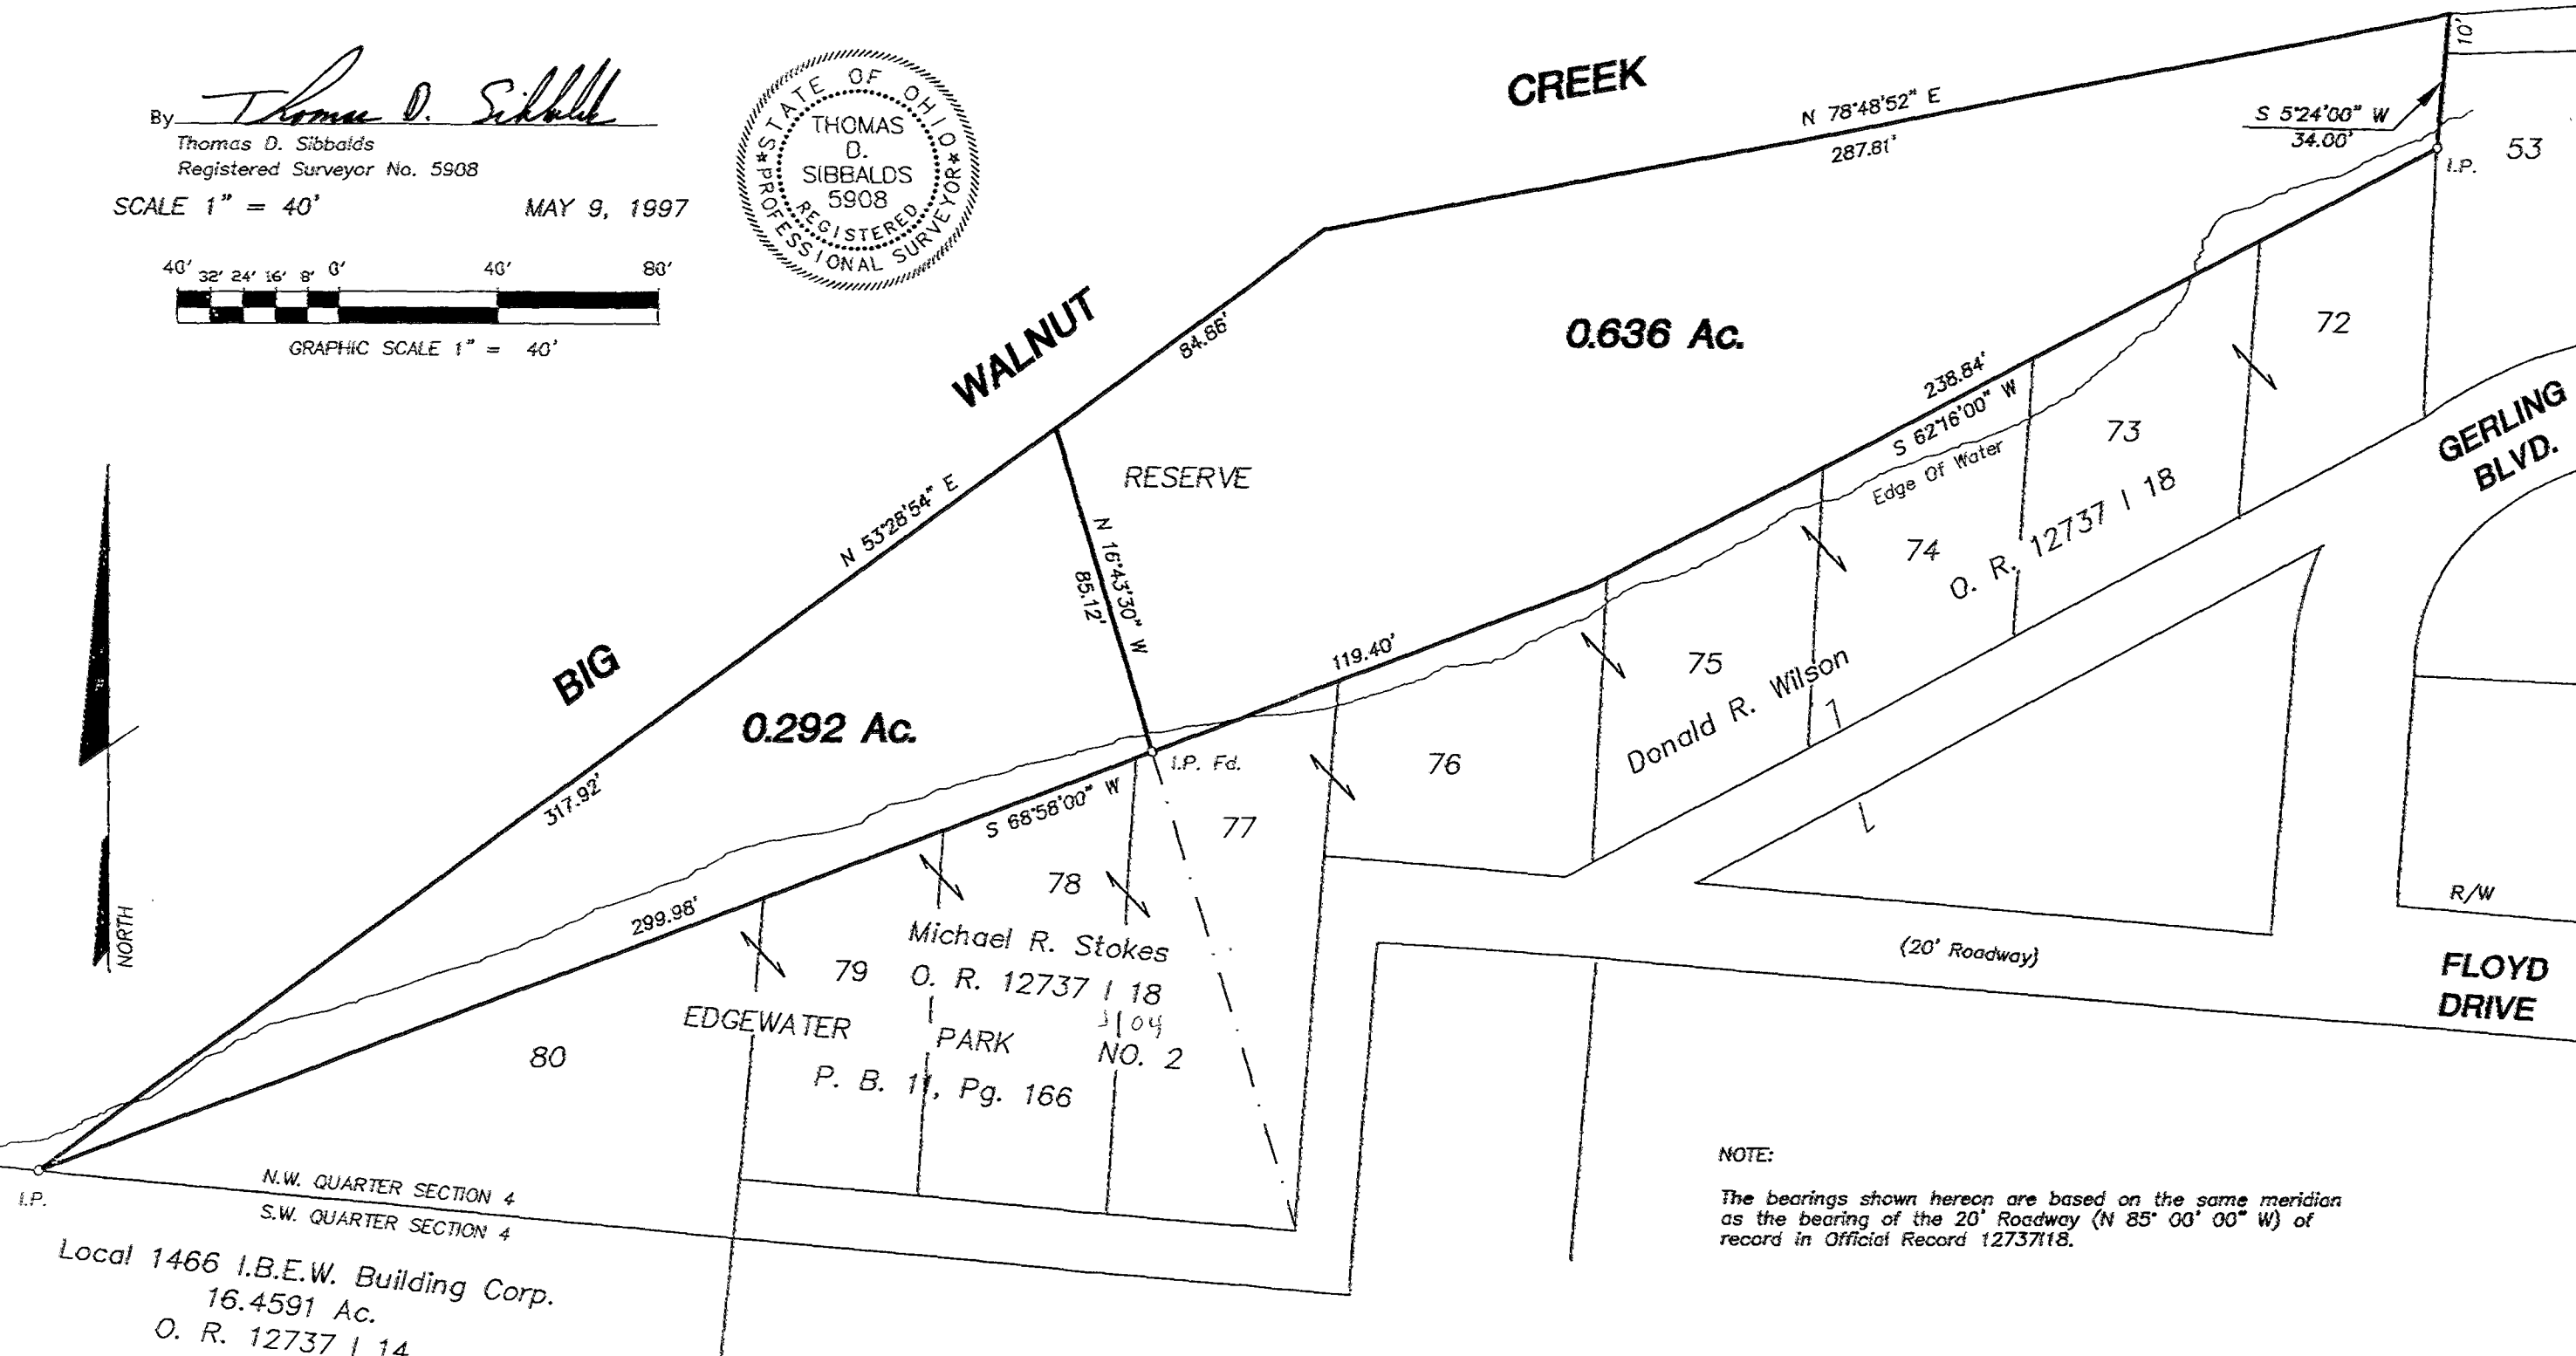 By Thomas D. Sibbalds
Thomas D. Sibbalds
Registered Surveyor No. 5908
SCALE 1" = 40'
MAY 9, 1997
40' 32' 24' 16' 8' 0' 40' 80'
GRAPHIC SCALE 1" = 40'
STATE OF OHIO
THOMAS
D.
SIBBALDS
5908
REGISTERED
PROFESSIONAL SURVEYOR
BIG
WALNUT
CREEK
N 78°48'52" E
287.81'
10'
S 5°24'00" W
34.00'
I.P.
53
84.86'
0.636 Ac.
72
238.84'
S 62°16'00" W
Edge Of Water
73
GERLING
BLVD.
RESERVE
N 53°28'54" E
N 16°43'30" W
85.12'
74
O. R. 12737 I 18
119.40'
75
Donald R. Wilson
0.292 Ac.
I.P. Fd.
76
317.92'
S 68°58'00" W
77
78
299.98'
Michael R. Stokes
79
O. R. 12737 I 18
J104
EDGEWATER PARK NO. 2
P. B. 11, Pg. 166
80
R/W
(20' Roadway)
FLOYD
DRIVE
NORTH
I.P.
N.W. QUARTER SECTION 4
S.W. QUARTER SECTION 4
Local 1466 I.B.E.W. Building Corp.
16.4591 Ac.
O. R. 12737 I 14
NOTE:
The bearings shown hereon are based on the same meridian
as the bearing of the 20' Roadway (N 85° 00' 00" W) of
record in Official Record 12737I18.